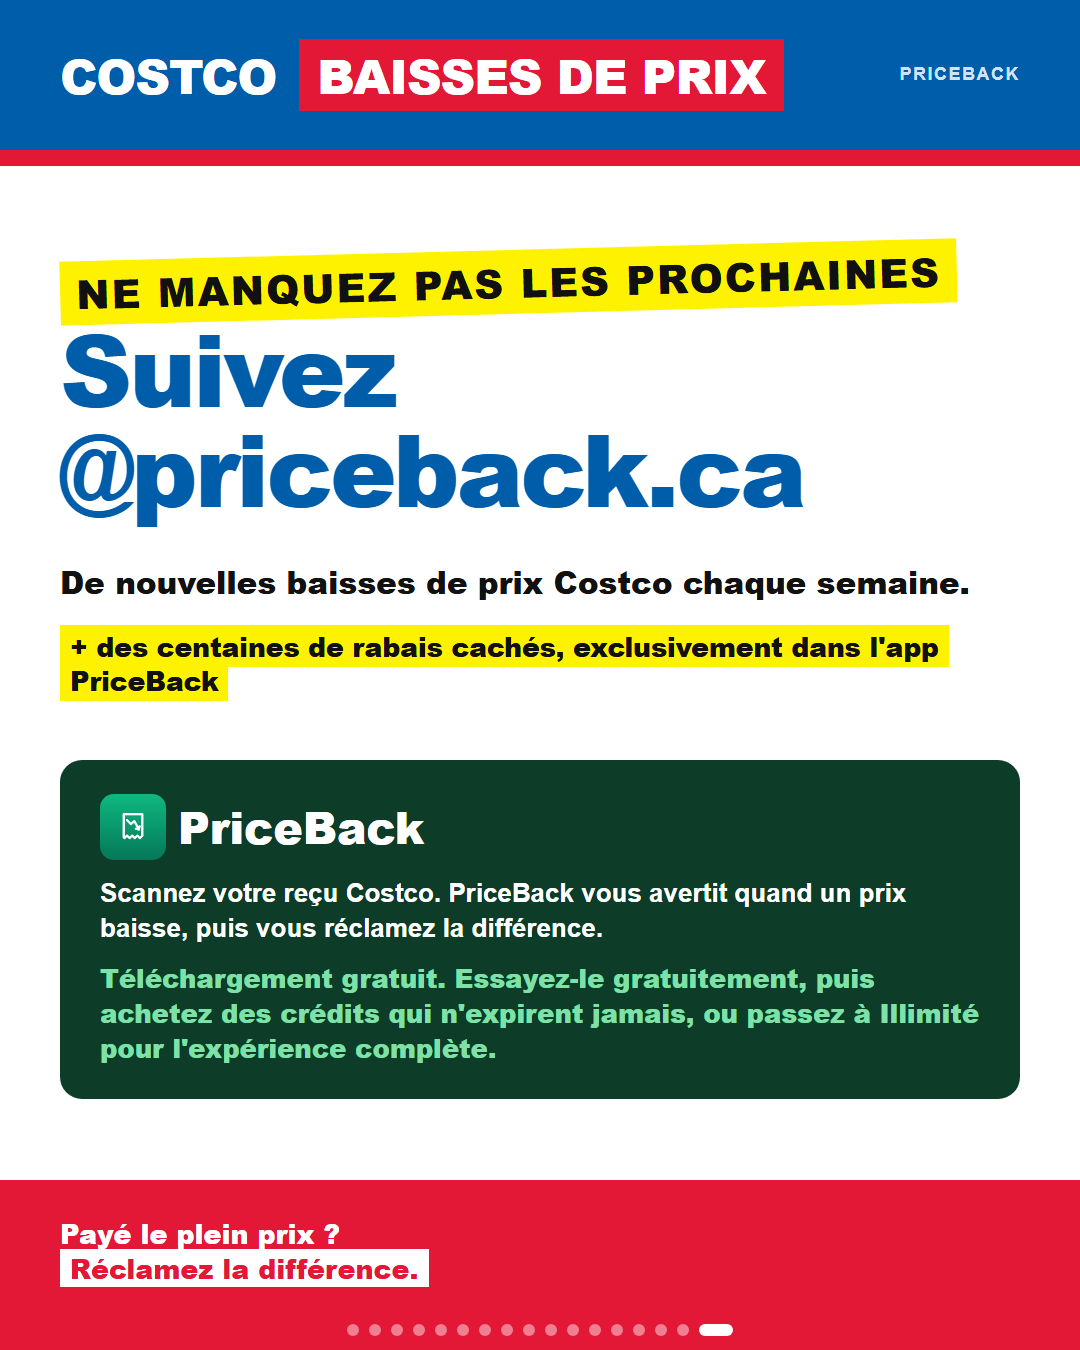 COSTCO BAISSES DE PRIX PRICEBACK
NE MANQUEZ PAS LES PROCHAINES
Suivez
@priceback.ca
De nouvelles baisses de prix Costco chaque semaine.
+ des centaines de rabais cachés, exclusivement dans l'app
PriceBack
PriceBack
Scannez votre reçu Costco. PriceBack vous avertit quand un prix
baisse, puis vous réclamez la différence.
Téléchargement gratuit. Essayez-le gratuitement, puis
achetez des crédits qui n'expirent jamais, ou passez à Illimité
pour l'expérience complète.
Payé le plein prix ?
Réclamez la différence.